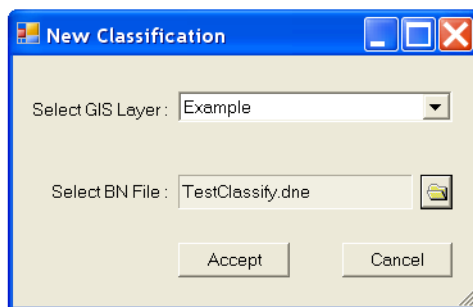 New Classification
Select GIS Layer : Example
Select BN File : TestClassify.dne
Accept Cancel